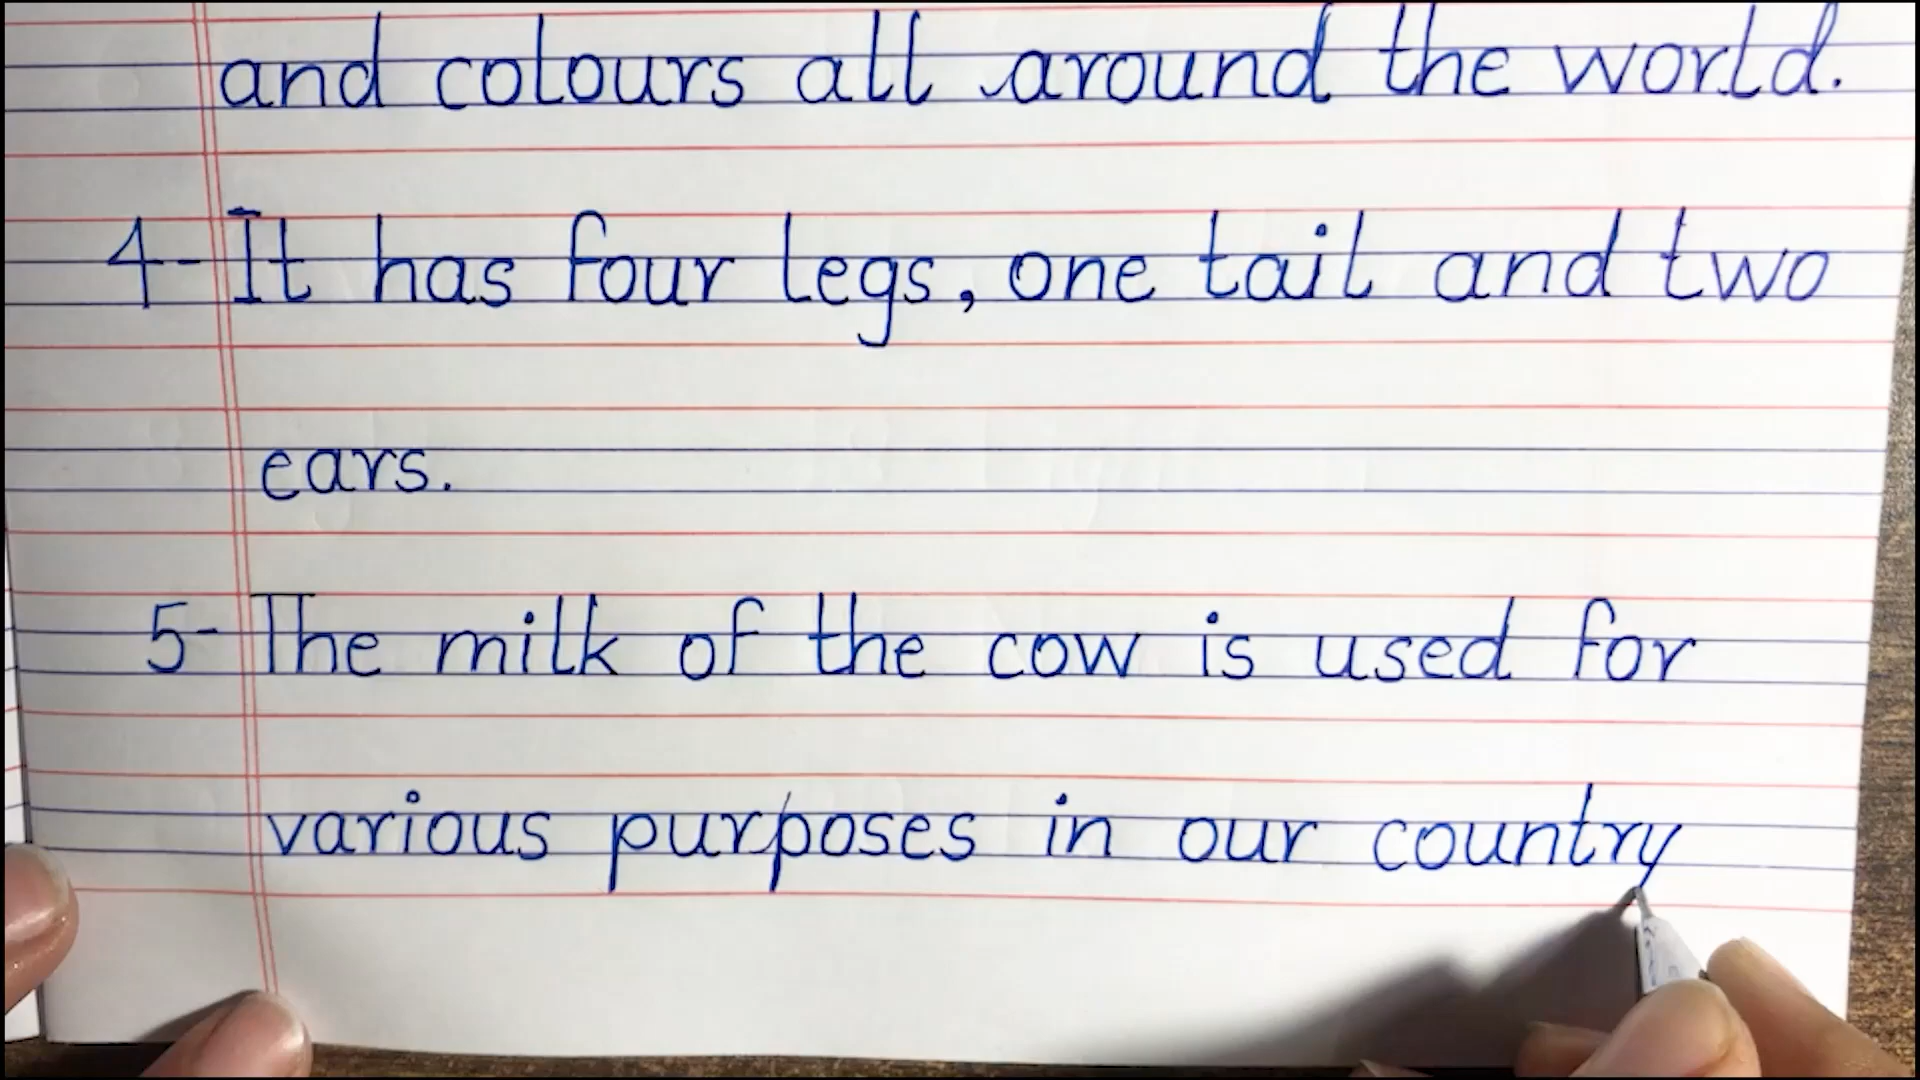 and colours all around the world.
4- It has four legs, one tail and two
ears.
5- The milk of the cow is used for
various purposes in our country